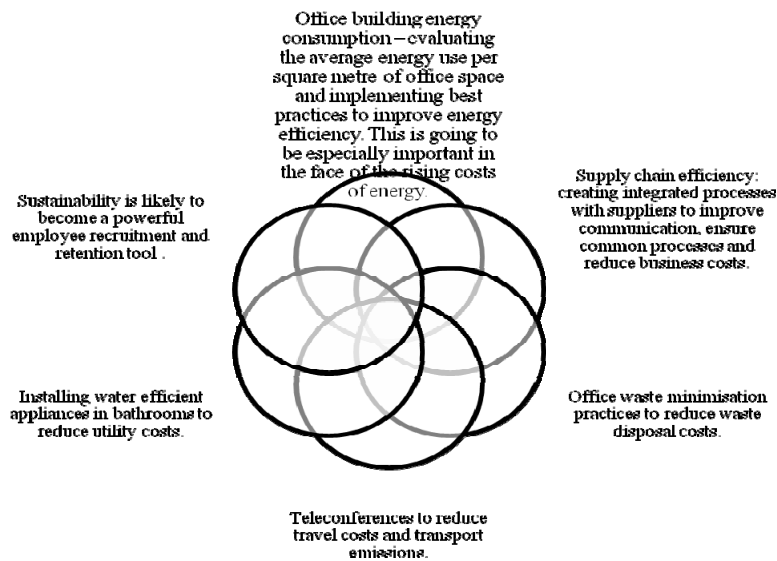 Office building energy
consumption – evaluating
the average energy use per
square metre of office space
and implementing best
practices to improve energy
efficiency. This is going to
be especially important in
the face of the rising costs
of energy.
Supply chain efficiency:
creating integrated processes
with suppliers to improve
communication, ensure
common processes and
reduce business costs.
Office waste minimisation
practices to reduce waste
disposal costs.
Teleconferences to reduce
travel costs and transport
emissions.
Installing water efficient
appliances in bathrooms to
reduce utility costs.
Sustainability is likely to
become a powerful
employee recruitment and
retention tool .